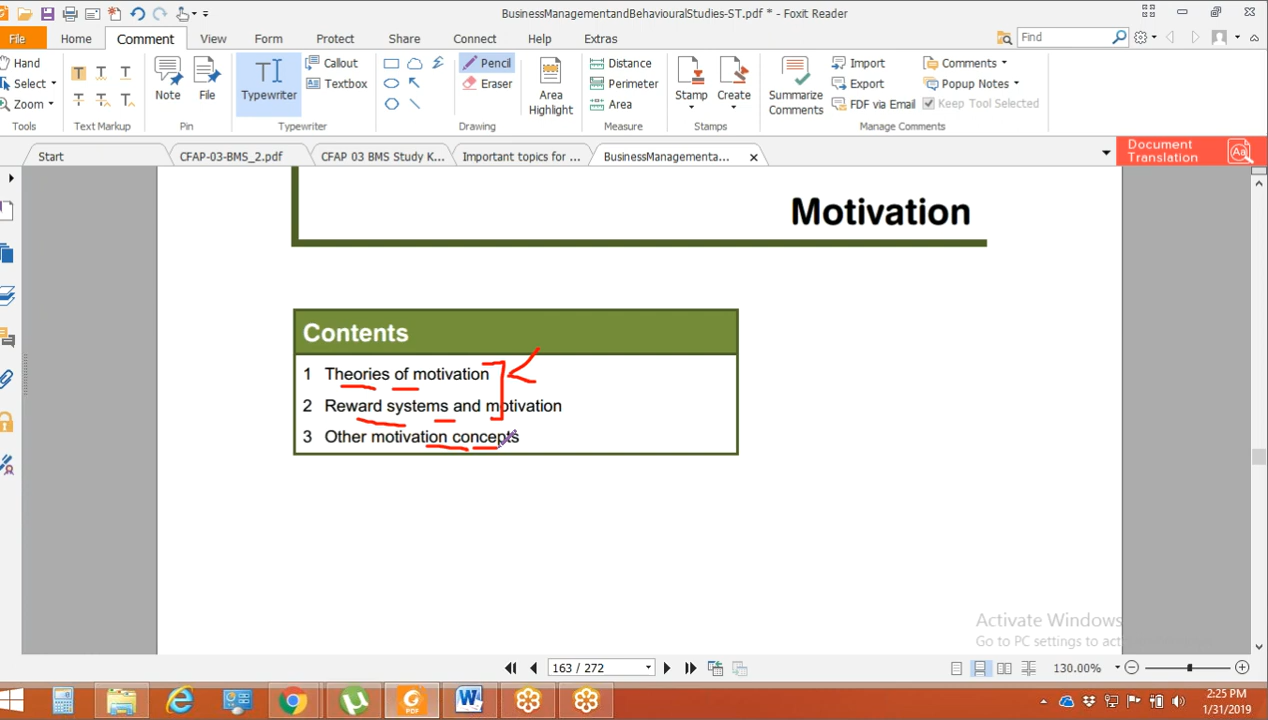 BusinessManagementandBehaviouralStudies-ST.pdf * - Foxit Reader
File Home Comment View Form Protect Share Connect Help Extras Find
Hand
Select
Zoom
Tools
Text Markup
Note
File
Pin
Typewriter
Callout
Textbox
Typewriter
Pencil
Eraser
Drawing
Area
Highlight
Distance
Perimeter
Area
Measure
Stamp
Create
Stamps
Summarize
Comments
Import
Export
FDF via Email
Comments
Popup Notes
Keep Tool Selected
Manage Comments
Start CFAP-03-BMS_2.pdf CFAP 03 BMS Study K... Important topics for ... BusinessManagementa...
Document
Translation
Motivation
Contents
1 Theories of motivation
2 Reward systems and motivation
3 Other motivation concepts
Activate Windows
Go to PC settings to act
163 / 272
130.00%
2:25 PM
1/31/2019